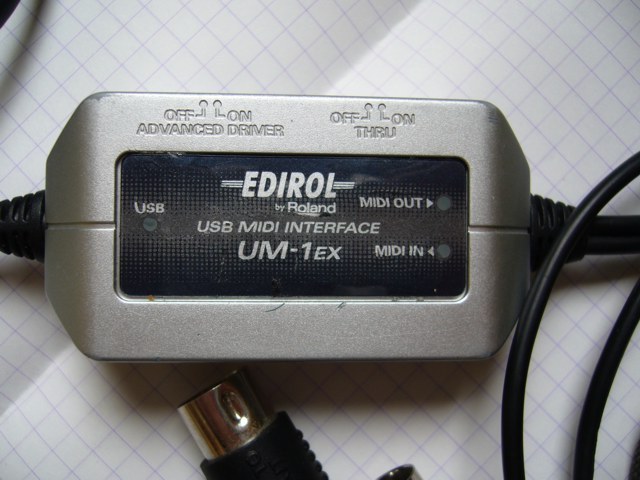 OFF ON
ADVANCED DRIVER
OFF ON
THRU
EDIROL
by Roland
USB
USB MIDI INTERFACE
UM-1EX
MIDI OUT ▶
MIDI IN ◀